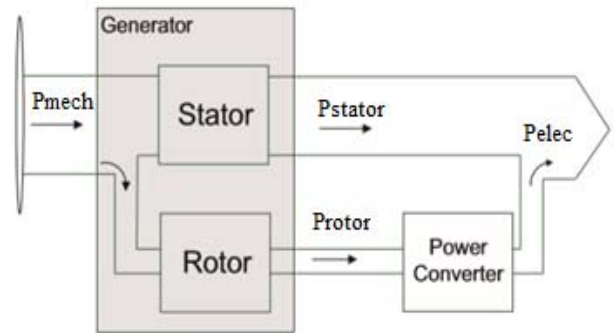 Generator
Pmech
Stator
Pstator
Pelec
Protor
Rotor
Power
Converter